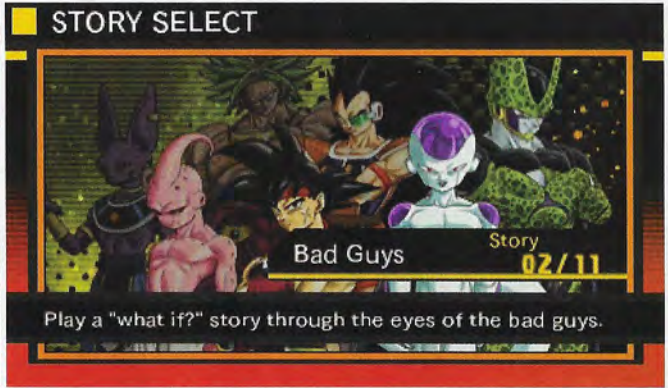 STORY SELECT
Story
Bad Guys
02/11
Play a "what if?" story through the eyes of the bad guys.